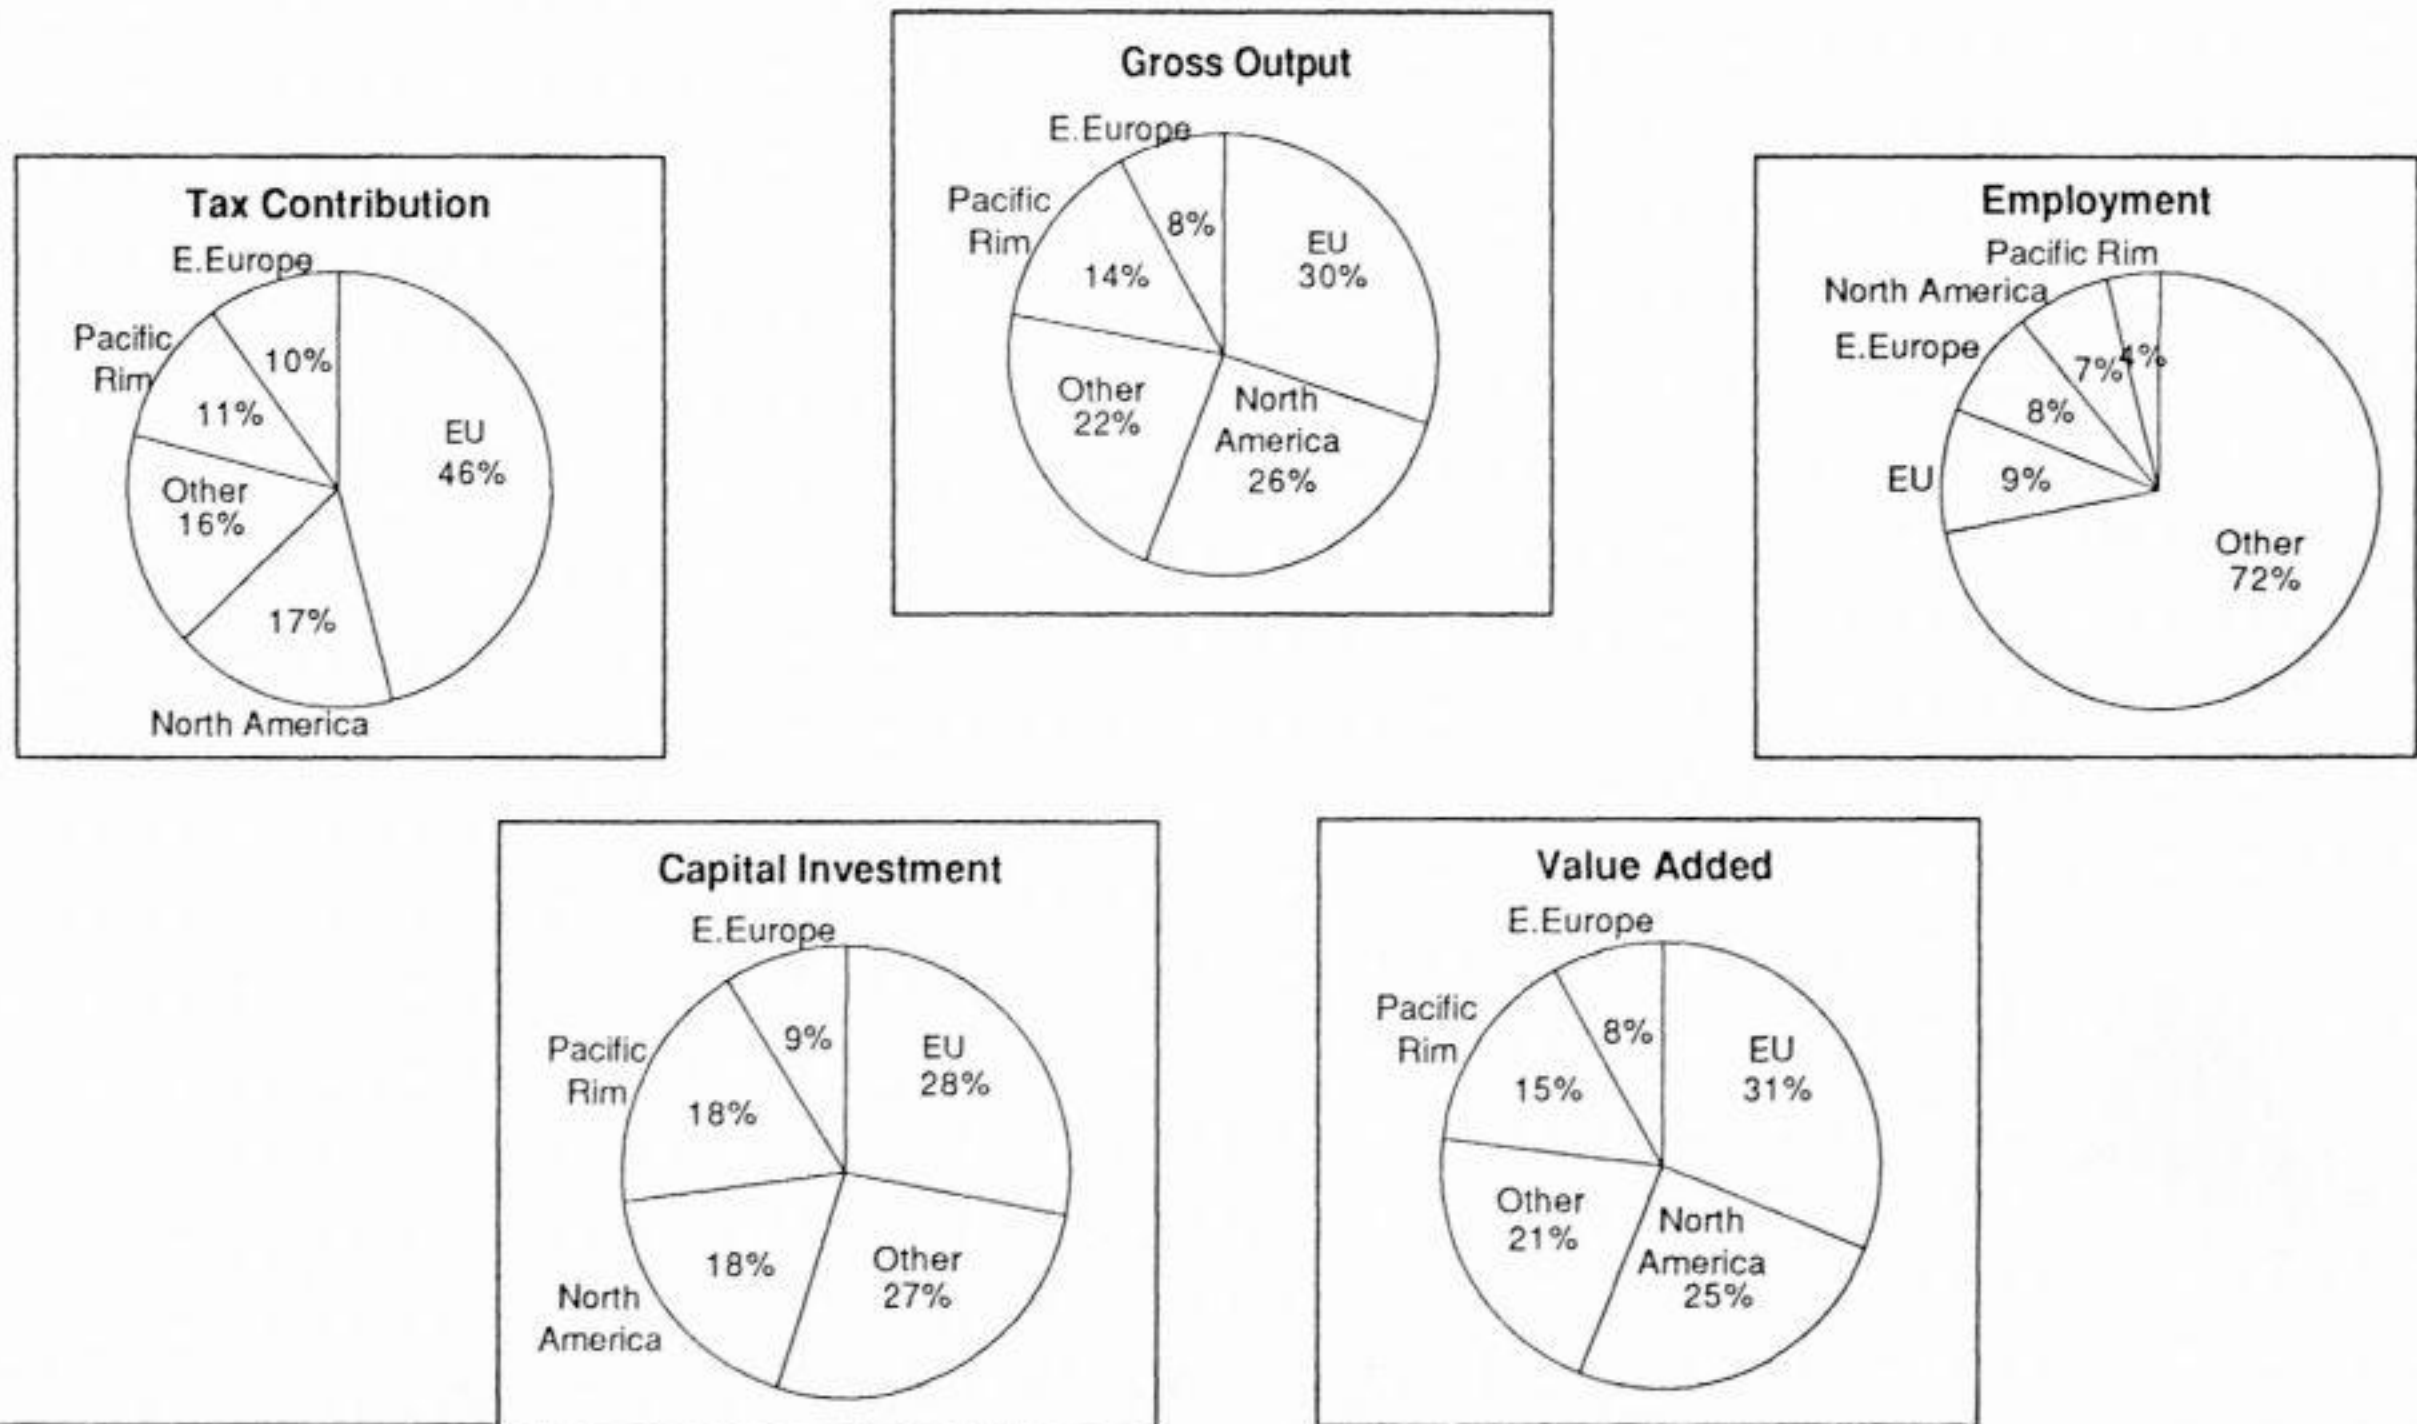 Tax Contribution
E.Europe
Pacific
Rim
10%
11%
EU
46%
Other
16%
17%
North America
Gross Output
E.Europe
Pacific
Rim
8%
14%
EU
30%
Other
22%
North
America
26%
Employment
Pacific Rim
North America
E.Europe
EU
4%
7%
8%
9%
Other
72%
Capital Investment
E.Europe
Pacific
Rim
9%
18%
EU
28%
18%
North
America
Other
27%
Value Added
E.Europe
Pacific
Rim
8%
15%
EU
31%
Other
21%
North
America
25%